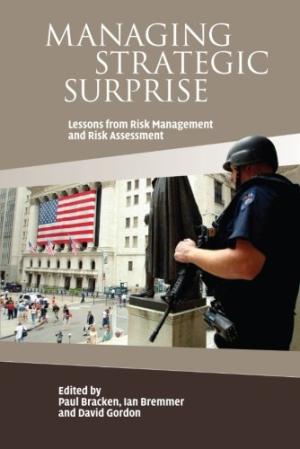 MANAGING
STRATEGIC
SURPRISE
Lessons from Risk Management
and Risk Assessment
Edited by
Paul Bracken, Ian Bremmer
and David Gordon